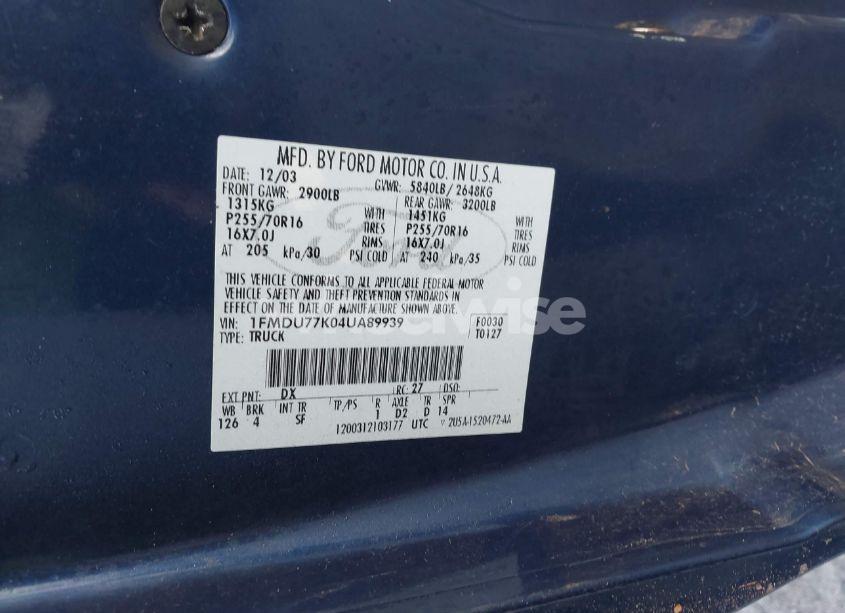 MFD. BY FORD MOTOR CO. IN U.S.A.
DATE: 12/03 GVWR: 5840LB/ 2648KG
FRONT GAWR: 2900LB REAR GAWR: 3200LB
1315KG WITH 1451KG WITH
P255/70R16 TIRES P255/70R16 TIRES
16X7.0J RIMS 16X7.0J RIMS
AT 205 kPa/30 PSI COLD AT 240 kPa/35 PSI COLD
Ford
THIS VEHICLE CONFORMS TO ALL APPLICABLE FEDERAL MOTOR
VEHICLE SAFETY AND THEFT PREVENTION STANDARDS IN
EFFECT ON THE DATE OF MANUFACTURE SHOWN ABOVE.
VIN: 1FMDU77K04UA89939 F0030
TYPE: TRUCK T0127
EXT PNT: DX RC: 27 DSO:
WB BRK INT TR TP/PS R AXLE TR SPR
126 4 SF 1 D2 D 14
1200312103177 UTC 2U5A-1520472-AA